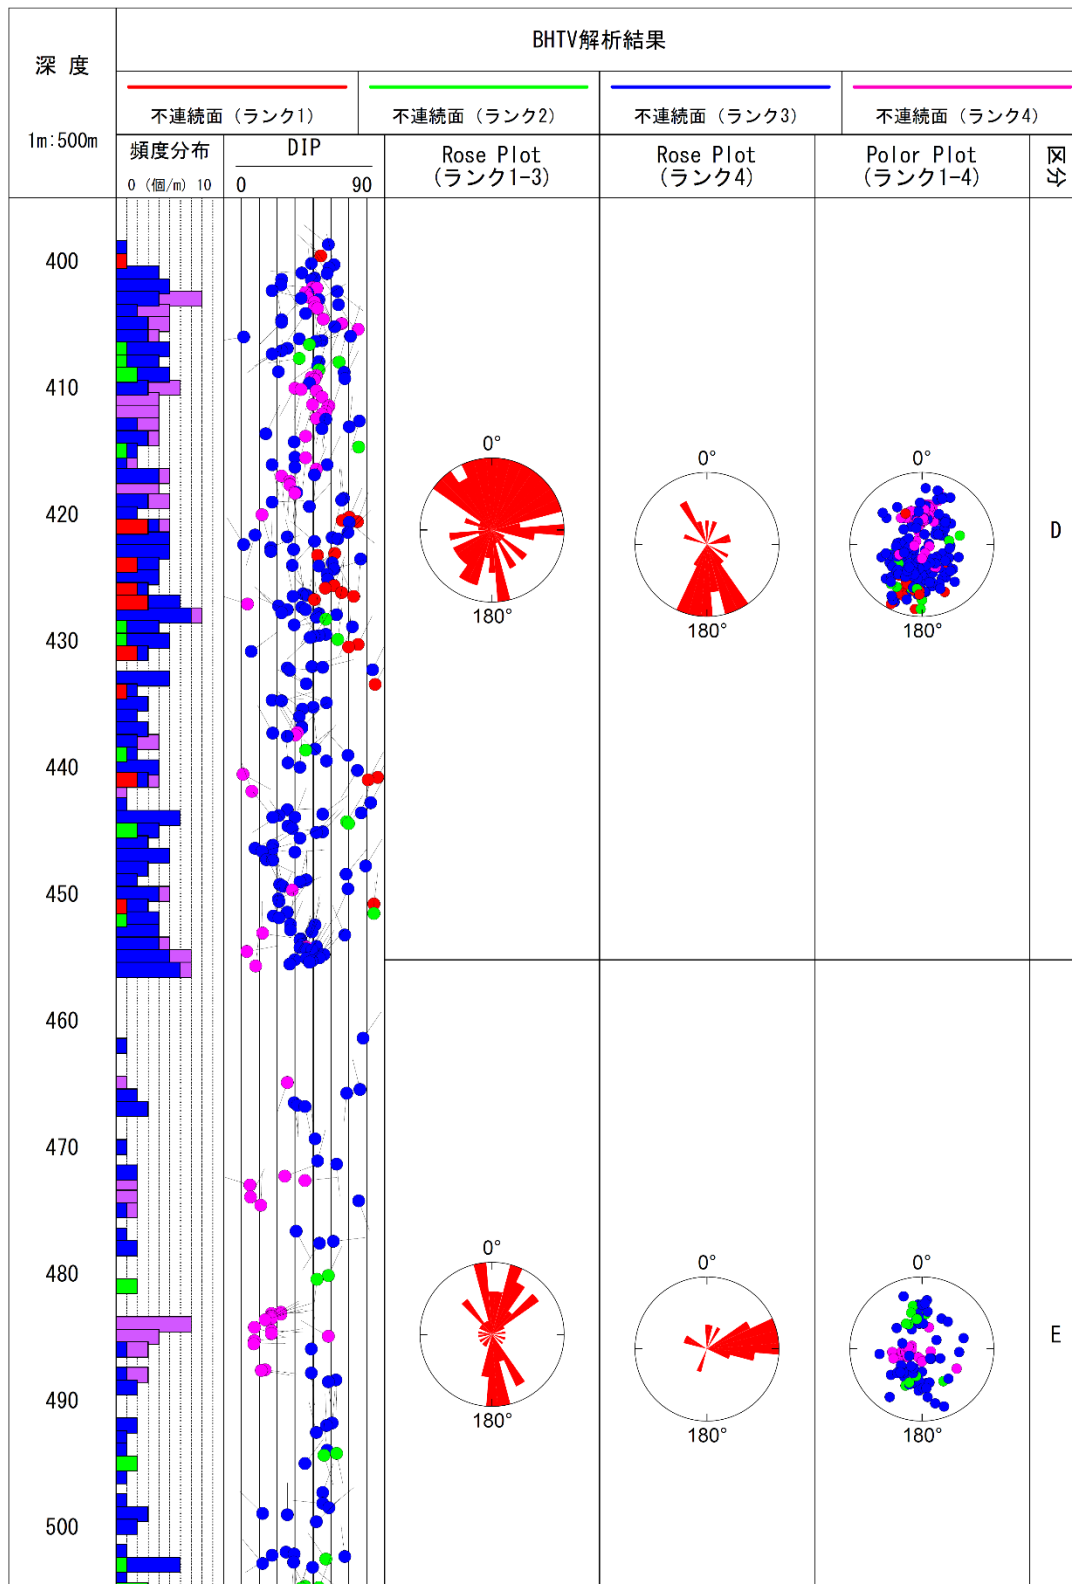 BHTV解析結果
深 度
不連続面（ランク1） 不連続面（ランク2） 不連続面（ランク3） 不連続面（ランク4）
1m:500m
頻度分布 DIP Rose Plot Rose Plot Polor Plot 区分
(ランク1-3) (ランク4) (ランク1-4)
0 (個/m) 10 0 90
400
410
420
430
440
450
460
470
480
490
500
0° 0° 0°
180° 180° 180°
D
0° 0° 0°
180° 180° 180°
E